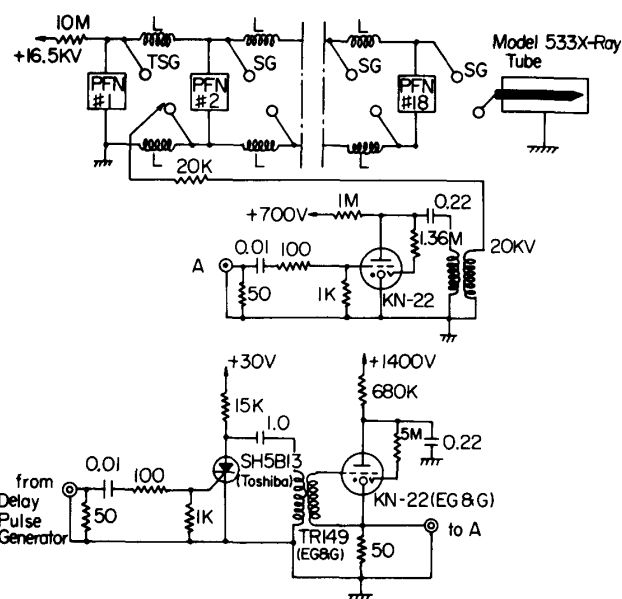 10M
+16.5KV
L
TSG
L
SG
L
SG
Model 533X-Ray
Tube
PFN
#1
PFN
#2
PFN
#18
L
L
L
20K
+700V
1M
0.22
1.36M
20KV
A
0.01
100
50
1K
KN-22
+30V
15K
1.0
SH5B13
(Toshiba)
+1400V
680K
5M
0.22
KN-22(EG&G)
from
Delay
Pulse
Generator
0.01
100
50
1K
TR149
(EG&G)
50
to A